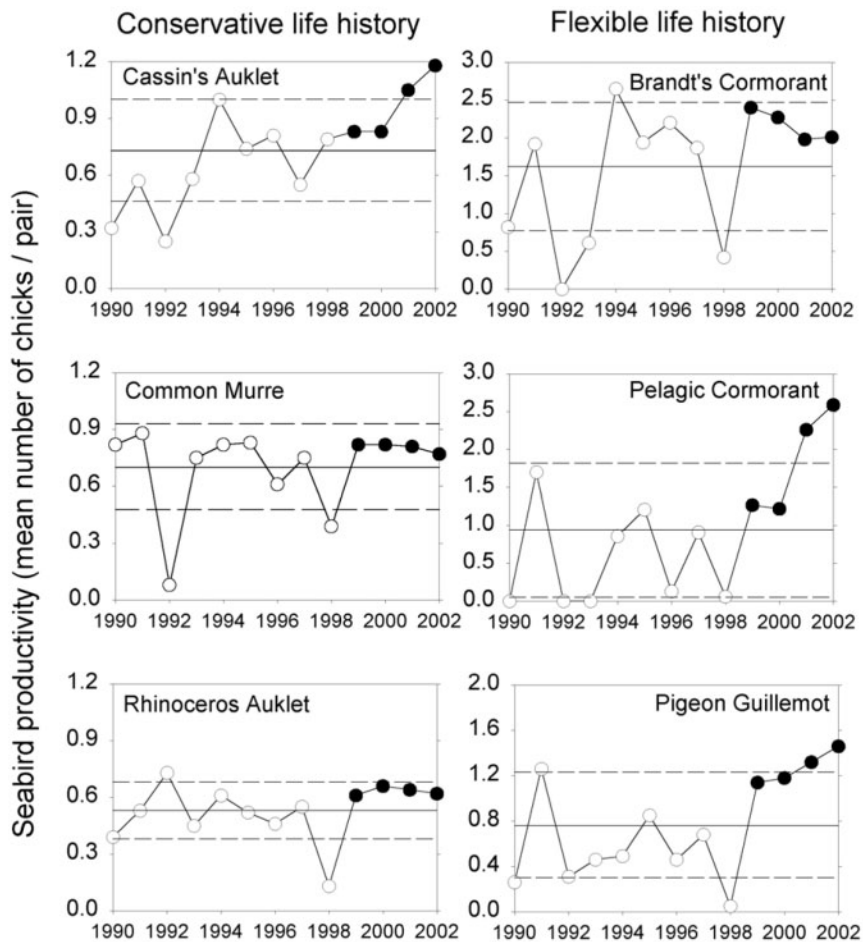 Conservative life history
Flexible life history
Seabird productivity (mean number of chicks / pair)
Cassin's Auklet
1.2
0.9
0.6
0.3
0.0
1990 1992 1994 1996 1998 2000 2002
Brandt's Cormorant
3.0
2.5
2.0
1.5
1.0
0.5
0.0
1990 1992 1994 1996 1998 2000 2002
Common Murre
1.2
0.9
0.6
0.3
0.0
1990 1992 1994 1996 1998 2000 2002
Pelagic Cormorant
3.0
2.5
2.0
1.5
1.0
0.5
0.0
1990 1992 1994 1996 1998 2000 2002
Rhinoceros Auklet
1.2
0.9
0.6
0.3
0.0
1990 1992 1994 1996 1998 2000 2002
Pigeon Guillemot
2.0
1.6
1.2
0.8
0.4
0.0
1990 1992 1994 1996 1998 2000 2002